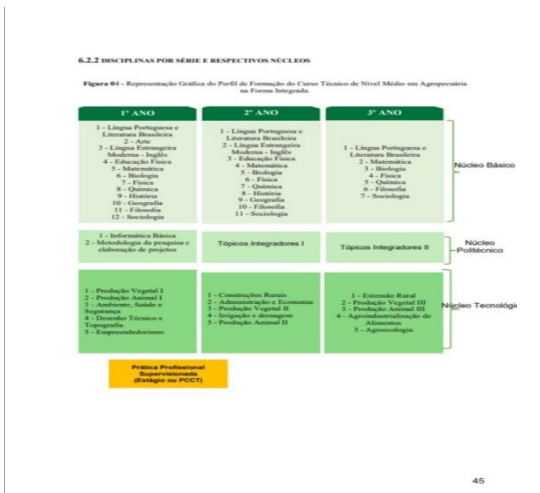 6.2.2 DISCIPLINAS POR SÉRIE E RESPECTIVOS NÚCLEOS
Figura 04 - Representação Gráfica do Perfil de Formação do Curso Técnico de Nível Médio em Agropecuária
na Forma Integrada.
1º ANO
1 - Língua Portuguesa e
Literatura Brasileira
2 - Arte
3 - Língua Estrangeira
Moderna - Inglês
4 - Educação Física
5 - Matemática
6 - Biologia
7 - Física
8 - Química
9 - História
10 - Geografia
11 - Filosofia
12 - Sociologia
2º ANO
1 - Língua Portuguesa e
Literatura Brasileira
2 - Língua Estrangeira
Moderna - Inglês
3 - Educação Física
4 - Matemática
5 - Biologia
6 - Física
7 - Química
8 - História
9 - Geografia
10 - Filosofia
11 - Sociologia
3º ANO
1 - Língua Portuguesa e
Literatura Brasileira
2 - Matemática
3 - Biologia
4 - Física
5 - Química
6 - Filosofia
7 - Sociologia
Núcleo Básico
1 - Informática Básica
2 - Metodologia da pesquisa e
elaboração de projetos
Tópicos Integradores I
Tópicos Integradores II
Núcleo
Politécnico
1 - Produção Vegetal I
2 - Produção Animal I
3 - Ambiente, Saúde e
Segurança
4 - Desenho Técnico e
Topografia
5 - Empreendedorismo
1 - Construções Rurais
2 - Administração e Economia
3 - Produção Vegetal II
4 - Irrigação e drenagem
5 - Produção Animal II
1 - Extensão Rural
2 - Produção Vegetal III
3 - Produção Animal III
4 - Agroindustrialização de
Alimentos
5 - Agroecologia
Núcleo Tecnológi
Prática Profissional
Supervisionada
(Estágio ou PCCT)
45